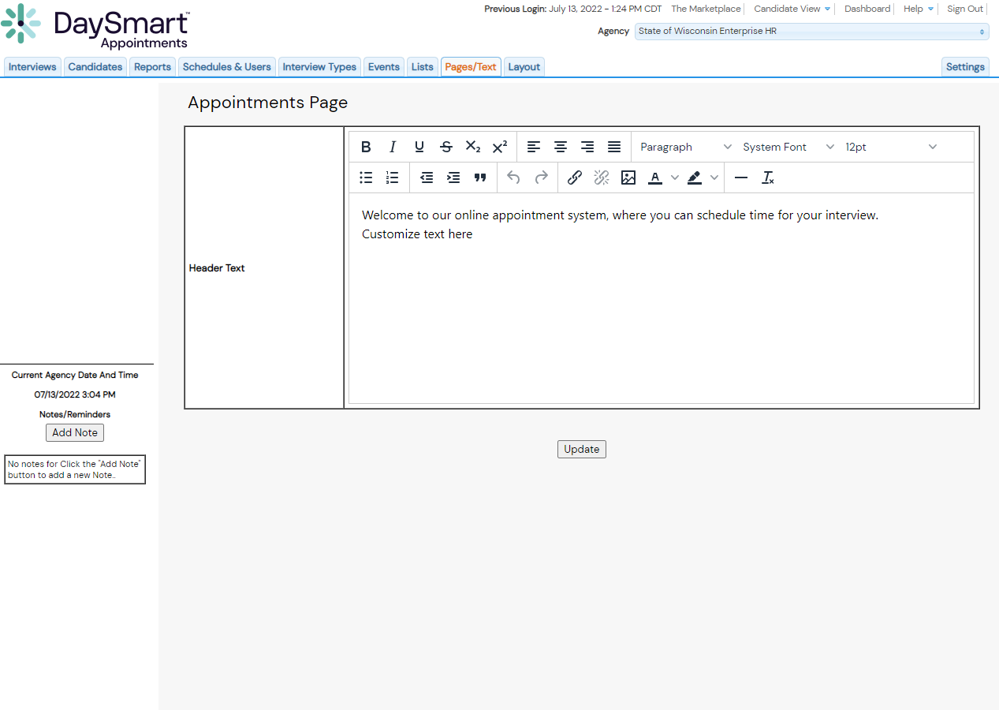 DaySmart™
Appointments
Previous Login: July 13, 2022 - 1:24 PM CDT The Marketplace Candidate View Dashboard Help Sign Out
Agency State of Wisconsin Enterprise HR
Interviews Candidates Reports Schedules & Users Interview Types Events Lists Pages/Text Layout Settings
Appointments Page
Paragraph System Font 12pt
Header Text
Welcome to our online appointment system, where you can schedule time for your interview.
Customize text here
Current Agency Date And Time
07/13/2022 3:04 PM
Notes/Reminders
Add Note
No notes for Click the "Add Note"
button to add a new Note..
Update